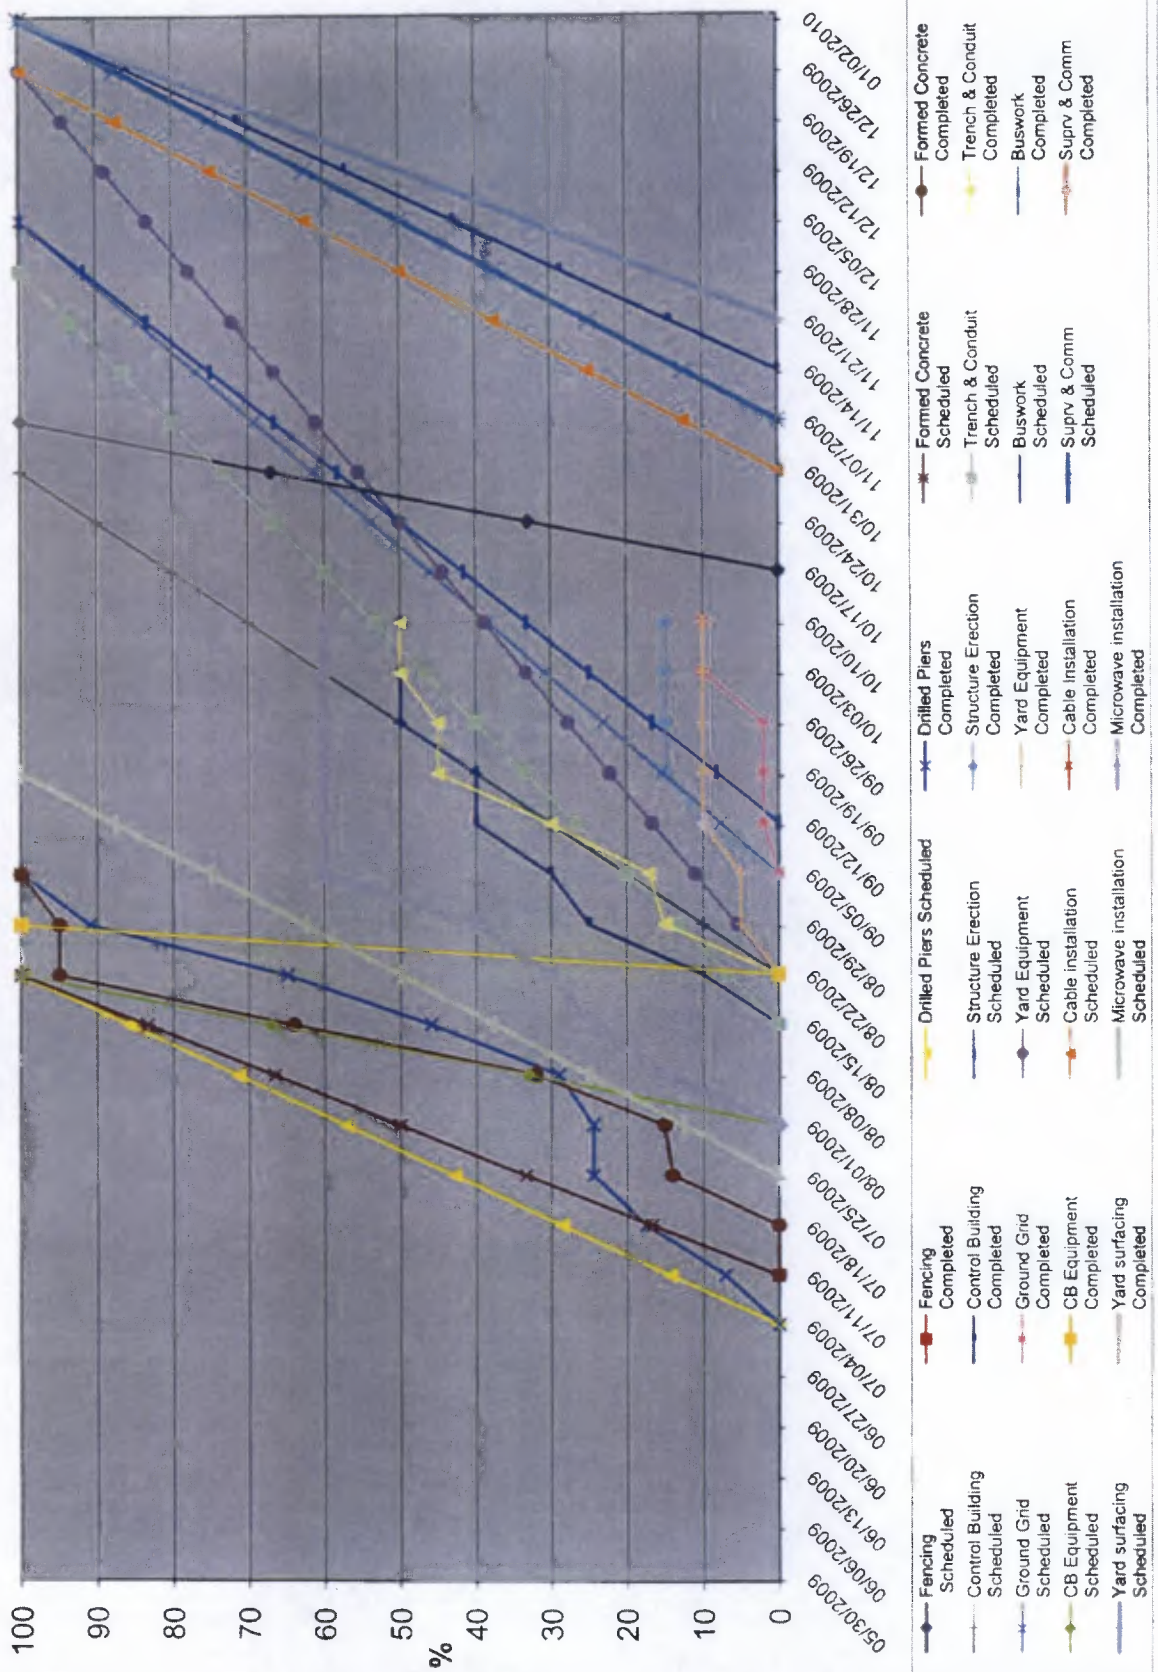 100
90
80
70
60
50
40
30
20
10
0
%
05/30/2009
06/06/2009
06/13/2009
06/20/2009
06/27/2009
07/04/2009
07/11/2009
07/18/2009
07/25/2009
08/01/2009
08/08/2009
08/15/2009
08/22/2009
08/29/2009
09/05/2009
09/12/2009
09/19/2009
09/26/2009
10/03/2009
10/10/2009
10/17/2009
10/24/2009
10/31/2009
11/07/2009
11/14/2009
11/21/2009
11/28/2009
12/05/2009
12/12/2009
12/19/2009
12/26/2009
01/02/2010
Fencing
Scheduled
Fencing
Completed
Drilled Piers Scheduled
Drilled Piers
Completed
Formed Concrete
Scheduled
Formed Concrete
Completed
Control Building
Scheduled
Control Building
Completed
Structure Erection
Scheduled
Structure Erection
Completed
Trench & Conduit
Scheduled
Trench & Conduit
Completed
Ground Grid
Scheduled
Ground Grid
Completed
Yard Equipment
Scheduled
Yard Equipment
Completed
Buswork
Scheduled
Buswork
Completed
CB Equipment
Scheduled
CB Equipment
Completed
Cable installation
Scheduled
Cable Installation
Completed
Suprv & Comm
Scheduled
Suprv & Comm
Completed
Yard surfacing
Scheduled
Yard surfacing
Completed
Microwave installation
Scheduled
Microwave installation
Completed